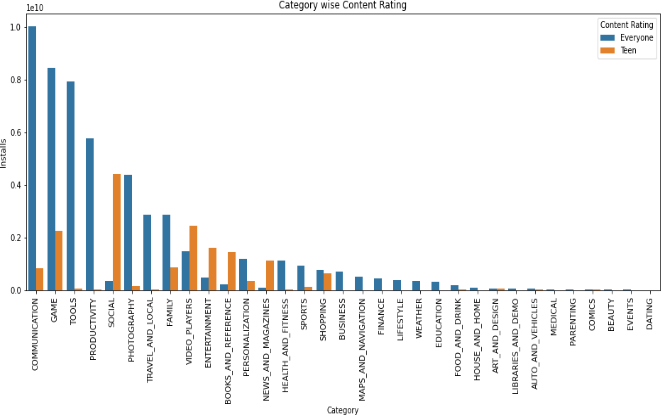 Category wise Content Rating
1e10
Content Rating
Everyone
Teen
1.0
0.8
0.6
0.4
0.2
0.0
Installs
COMMUNICATION
GAME
TOOLS
PRODUCTIVITY
SOCIAL
PHOTOGRAPHY
TRAVEL_AND_LOCAL
FAMILY
VIDEO_PLAYERS
ENTERTAINMENT
BOOKS_AND_REFERENCE
PERSONALIZATION
NEWS_AND_MAGAZINES
HEALTH_AND_FITNESS
SPORTS
SHOPPING
BUSINESS
MAPS_AND_NAVIGATION
FINANCE
LIFESTYLE
WEATHER
EDUCATION
FOOD_AND_DRINK
HOUSE_AND_HOME
ART_AND_DESIGN
LIBRARIES_AND_DEMO
AUTO_AND_VEHICLES
MEDICAL
PARENTING
COMICS
BEAUTY
EVENTS
DATING
Category